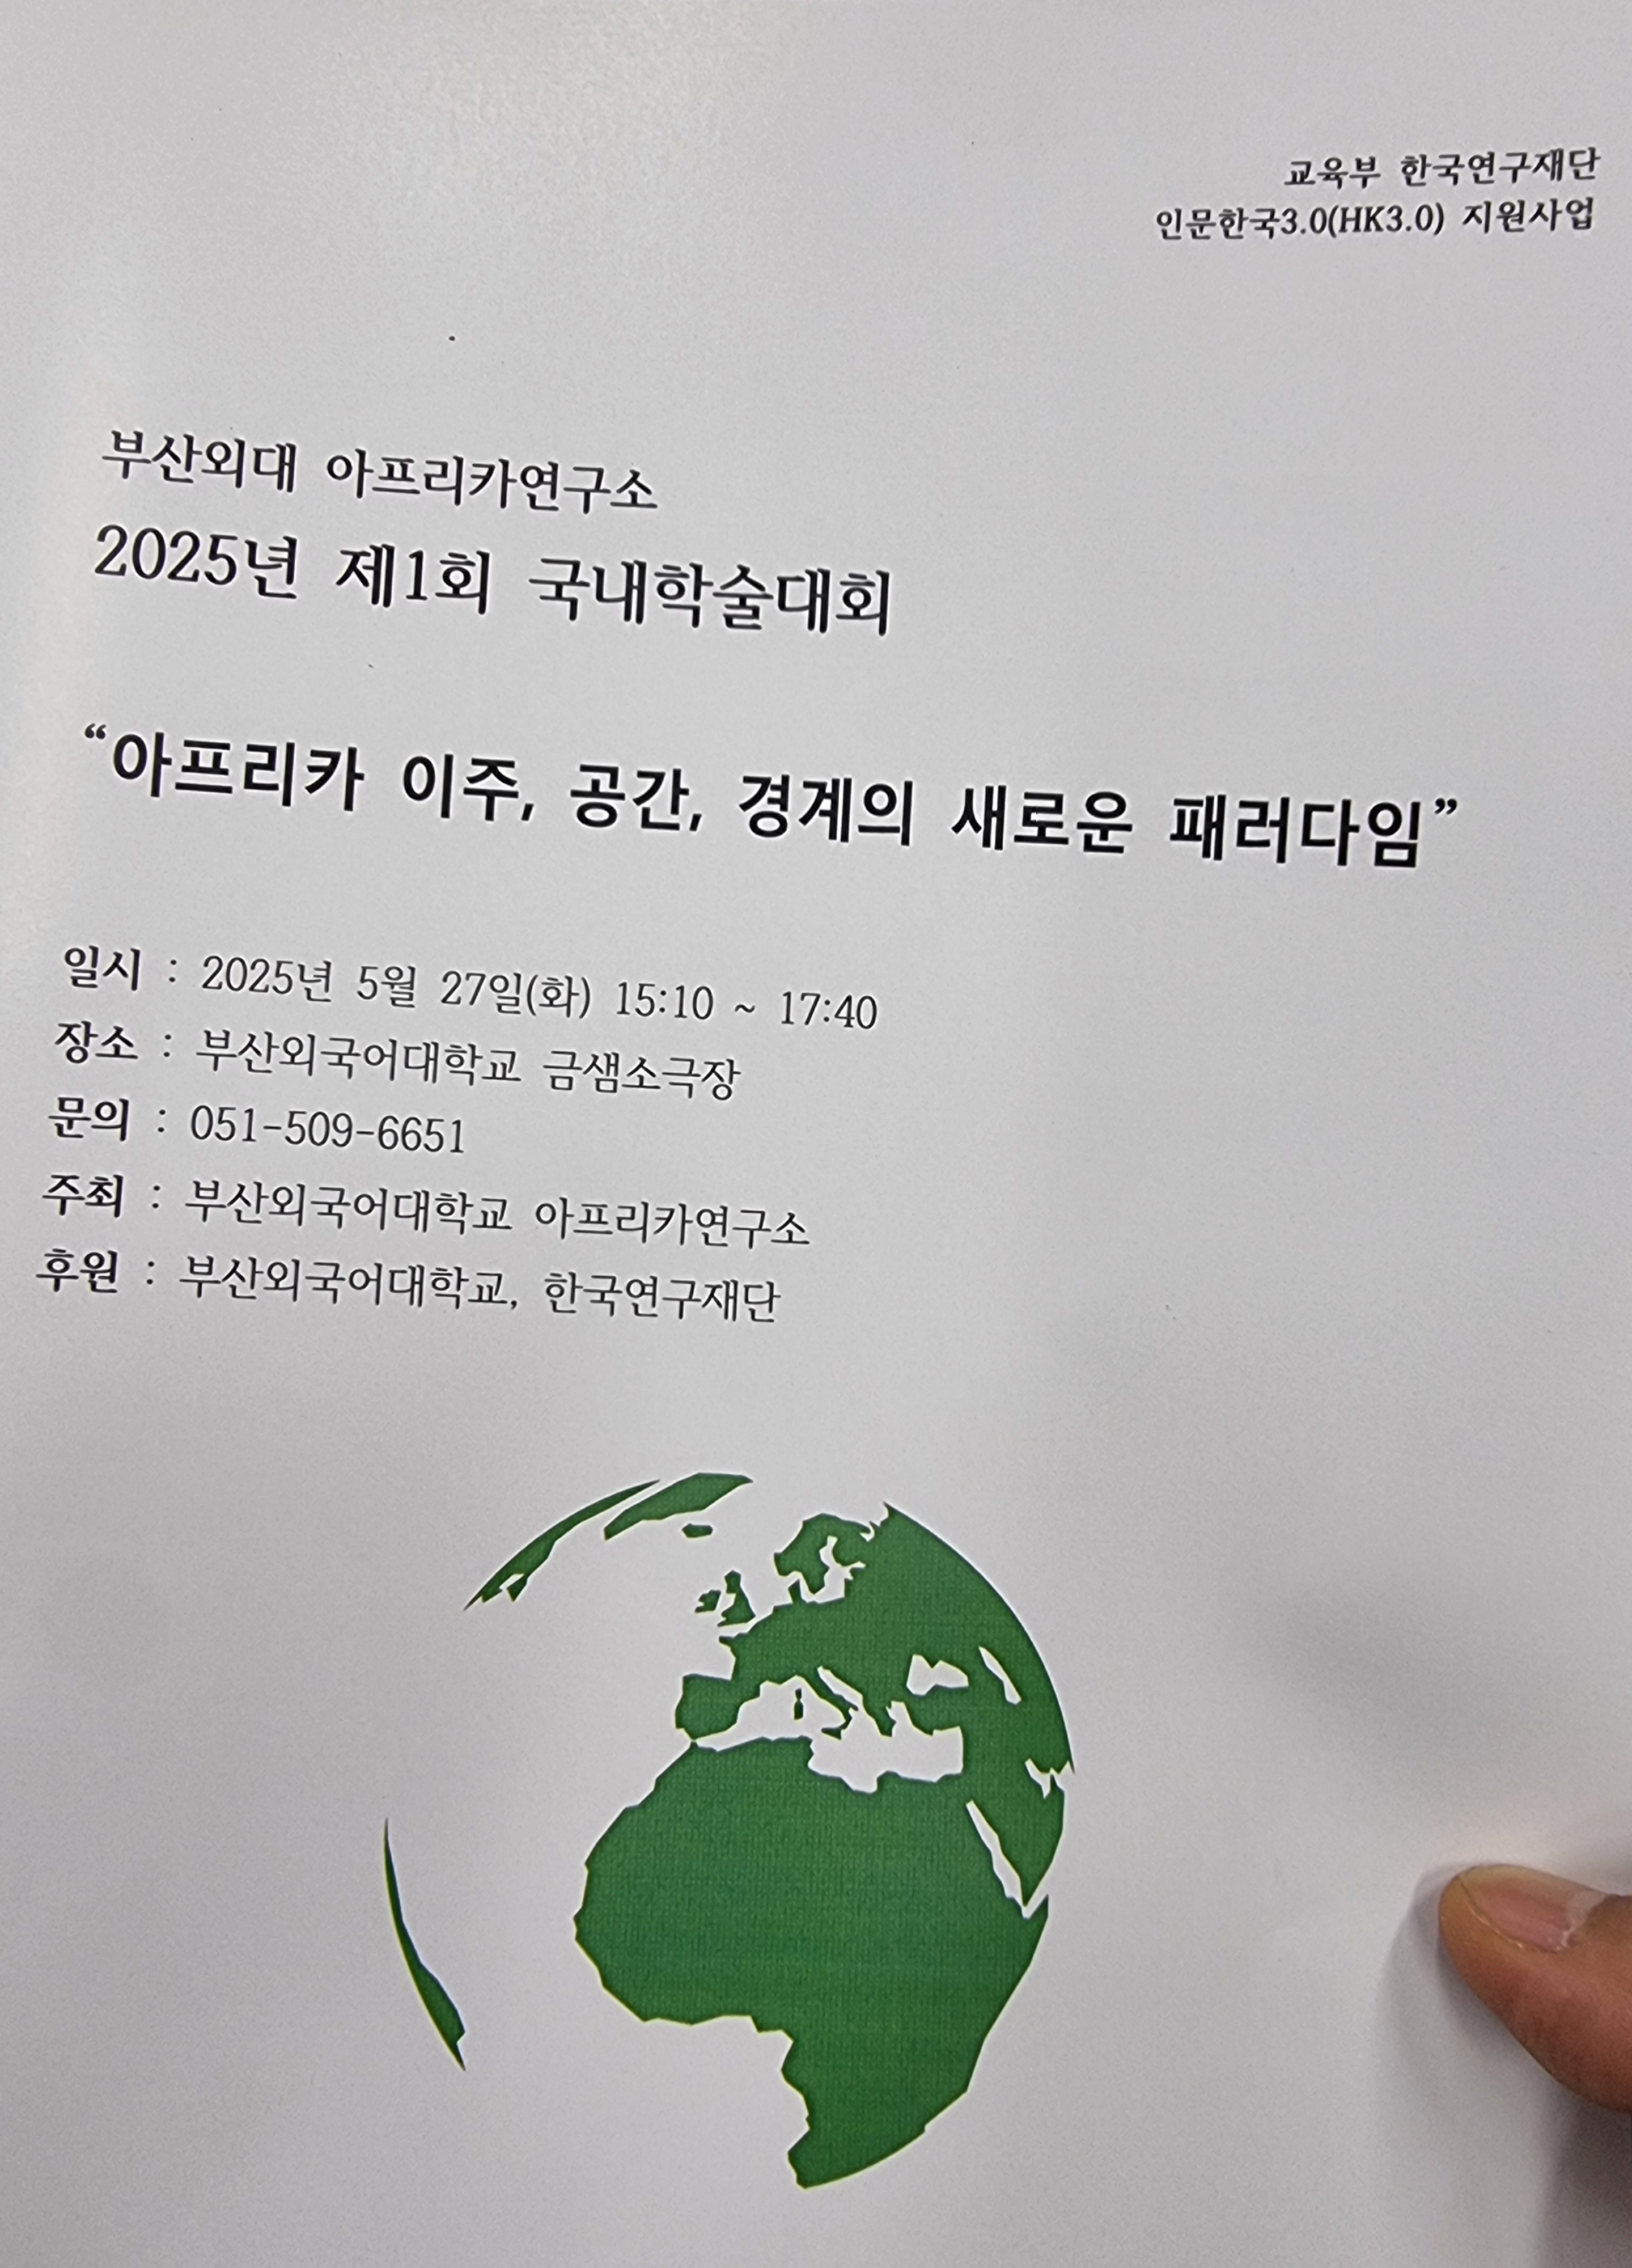 교육부 한국연구재단
인문한국3.0(HK3.0) 지원사업
부산외대 아프리카연구소
2025년 제1회 국내학술대회
“아프리카 이주, 공간, 경계의 새로운 패러다임”
일시 : 2025년 5월 27일(화) 15:10 ~ 17:40
장소 : 부산외국어대학교 금샘소극장
문의 : 051-509-6651
주최 : 부산외국어대학교 아프리카연구소
후원 : 부산외국어대학교, 한국연구재단